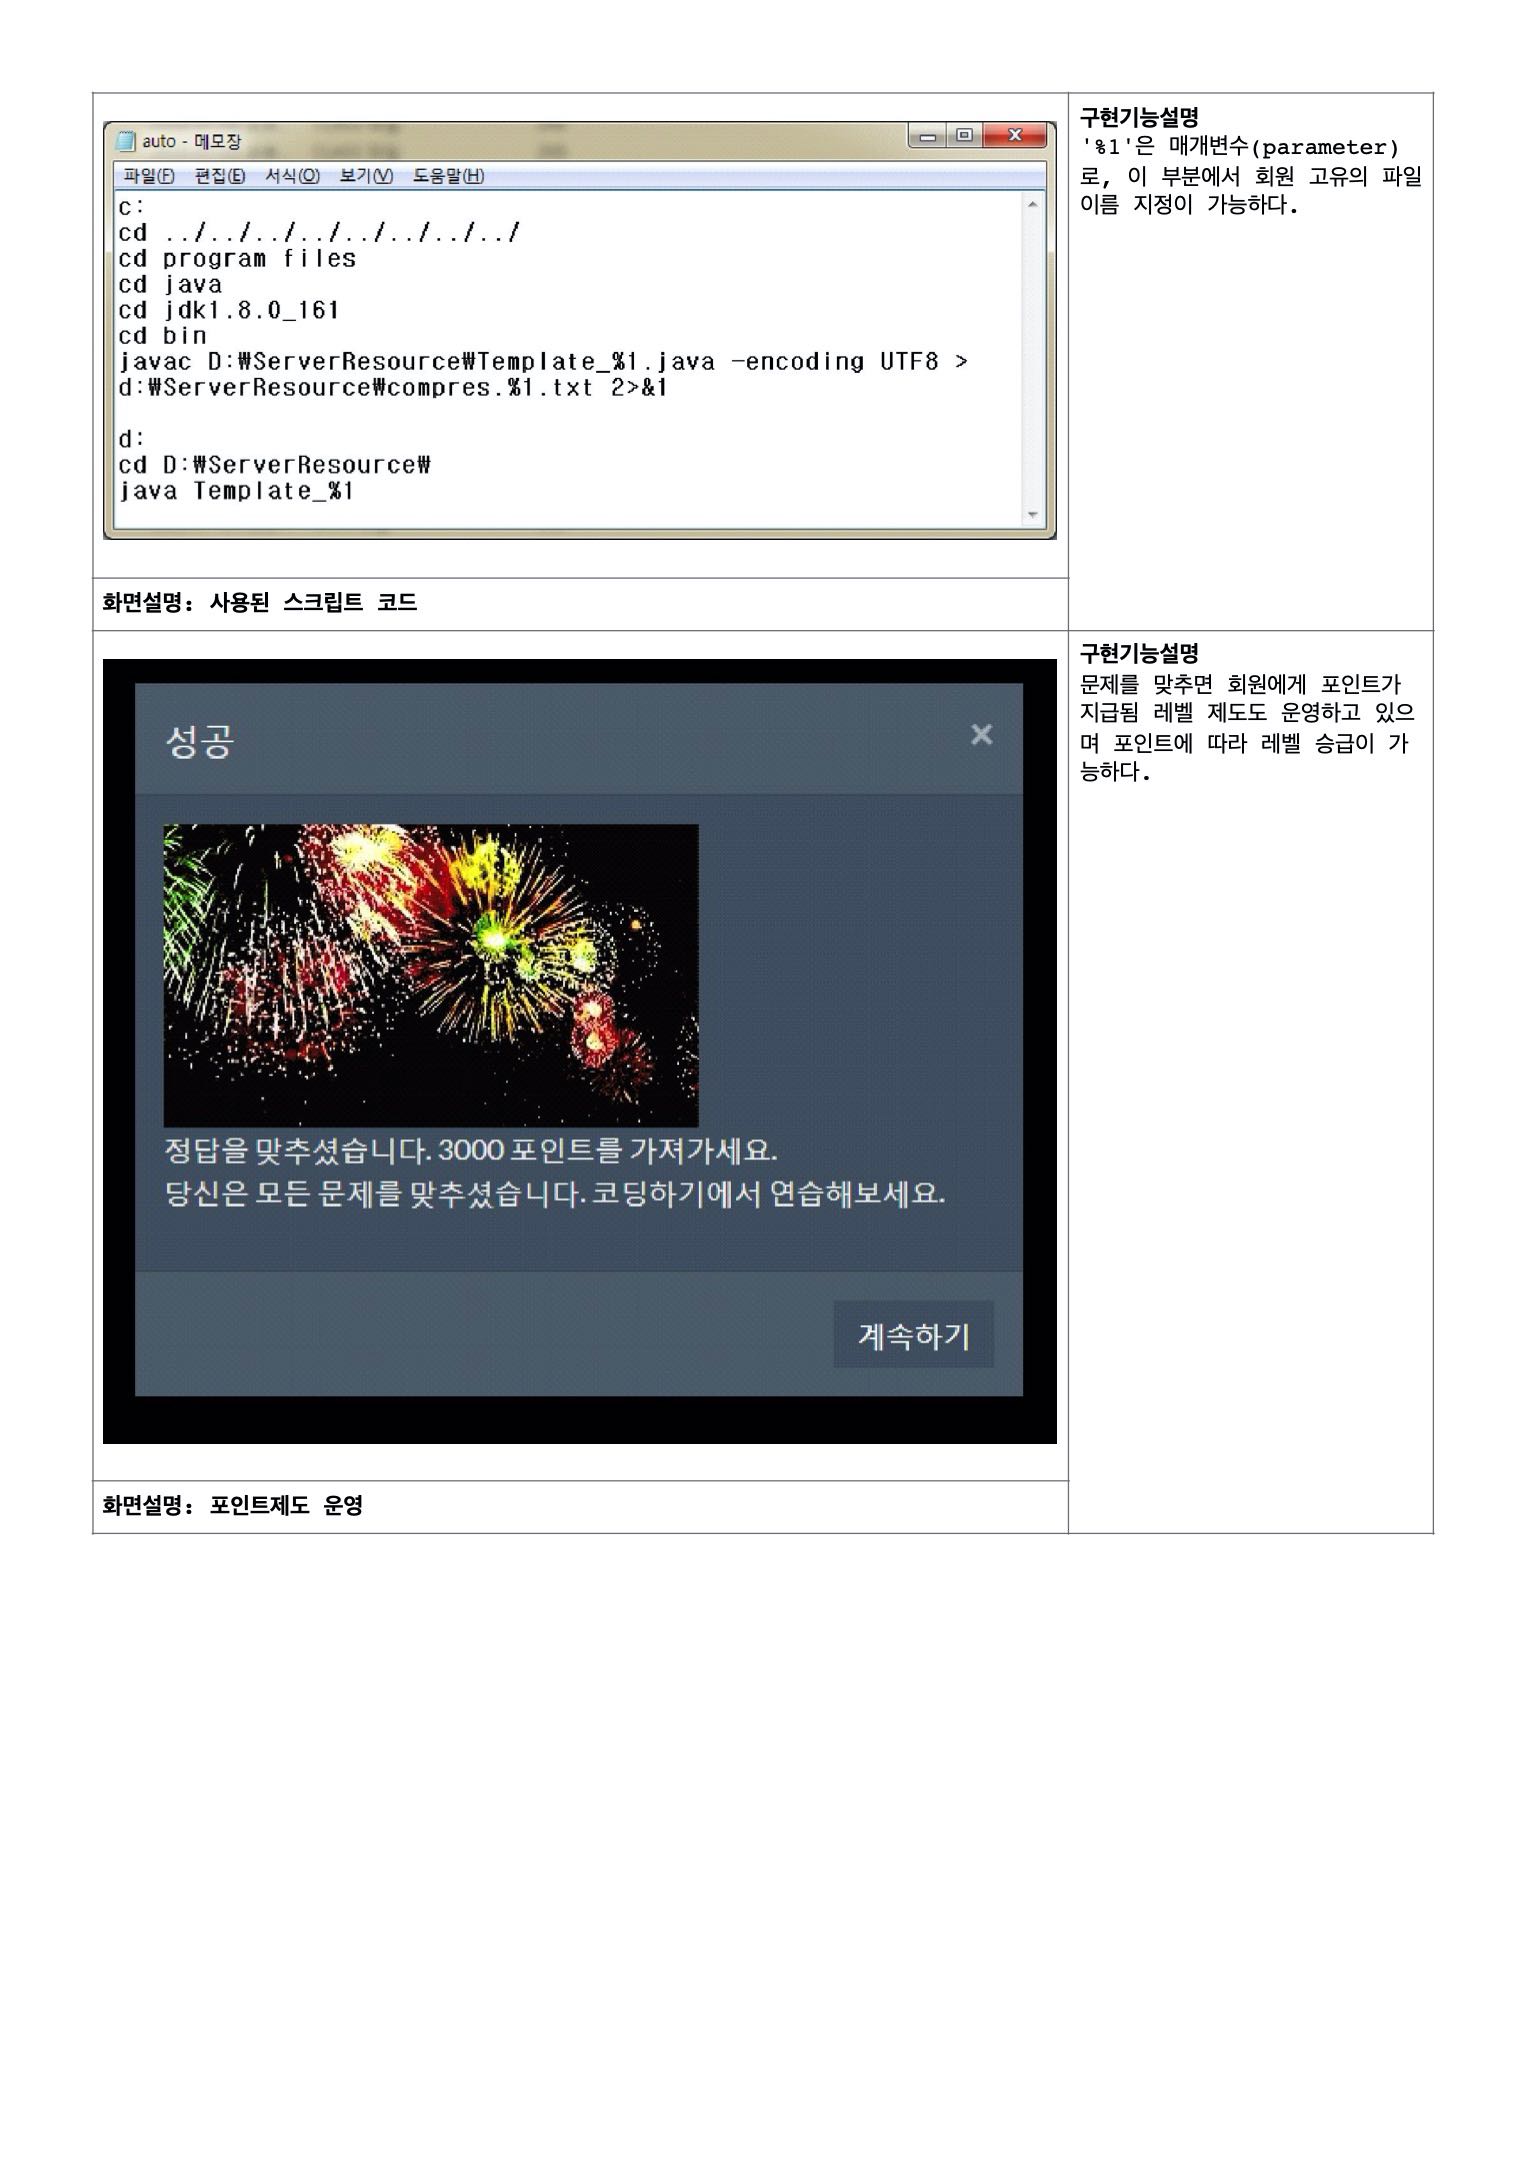 auto - 메모장
파일(F) 편집(E) 서식(O) 보기(V) 도움말(H)
c:
cd ../../../../../../../../
cd program files
cd java
cd jdk1.8.0_161
cd bin
javac D:₩ServerResource₩Template_%1.java -encoding UTF8 >
d:₩ServerResource₩compres.%1.txt 2>&1
d:
cd D:₩ServerResource₩
java Template_%1
화면설명: 사용된 스크립트 코드
구현기능설명
'%1'은 매개변수(parameter)
로, 이 부분에서 회원 고유의 파일
이름 지정이 가능하다.
성공
×
정답을 맞추셨습니다. 3000 포인트를 가져가세요.
당신은 모든 문제를 맞추셨습니다. 코딩하기에서 연습해보세요.
계속하기
화면설명: 포인트제도 운영
구현기능설명
문제를 맞추면 회원에게 포인트가
지급됨 레벨 제도도 운영하고 있으
며 포인트에 따라 레벨 승급이 가
능하다.